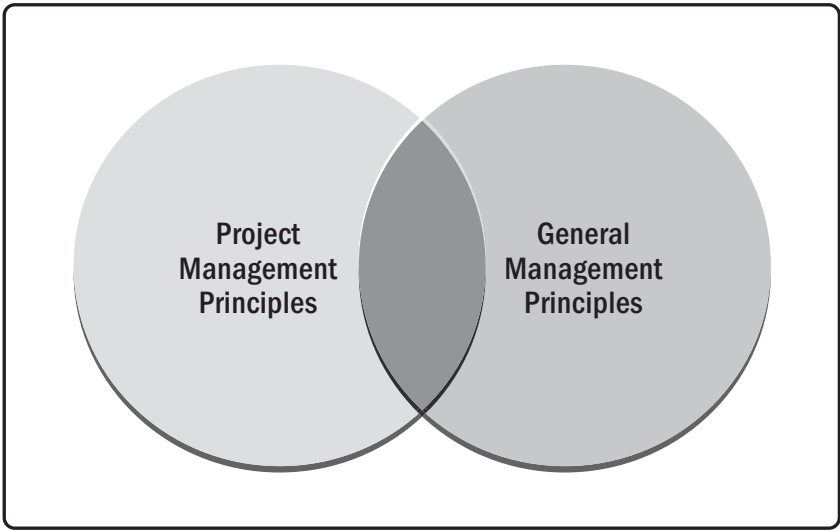 Project
Management
Principles
General
Management
Principles